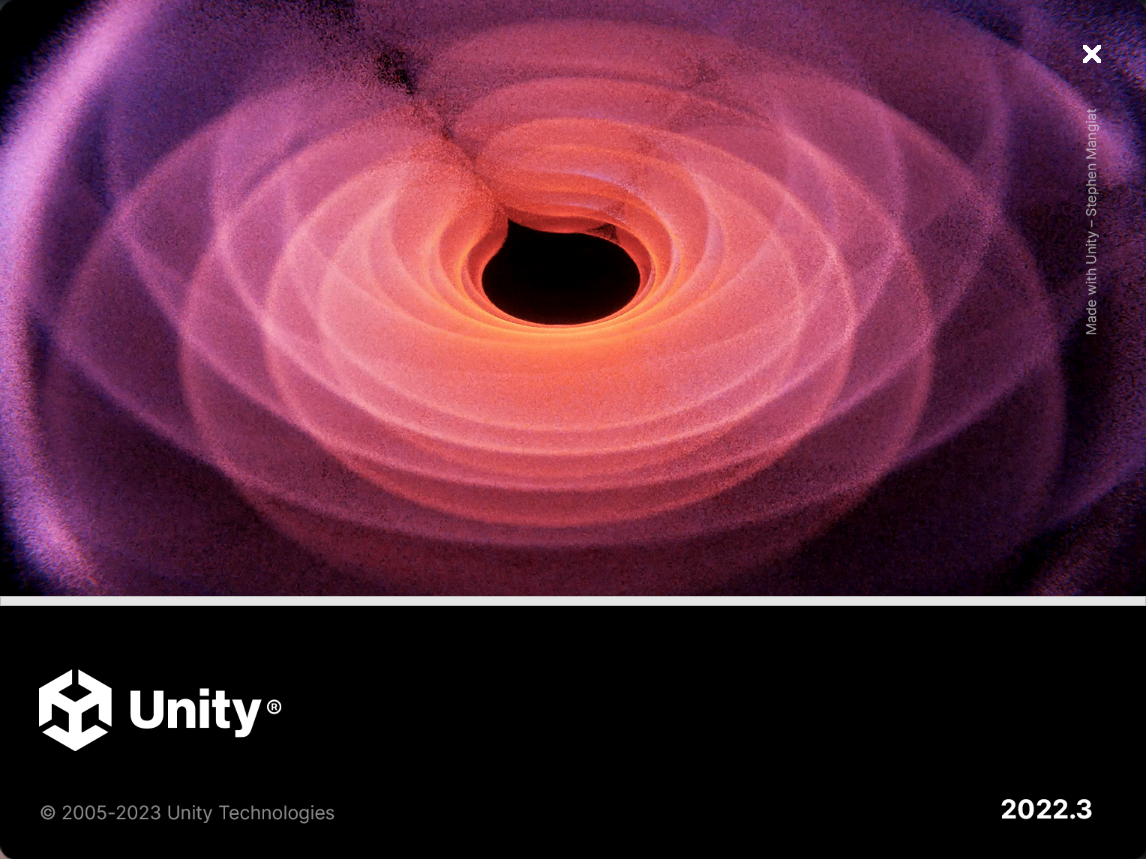 Made with Unity – Stephen Mangiat
Unity®
© 2005-2023 Unity Technologies
2022.3